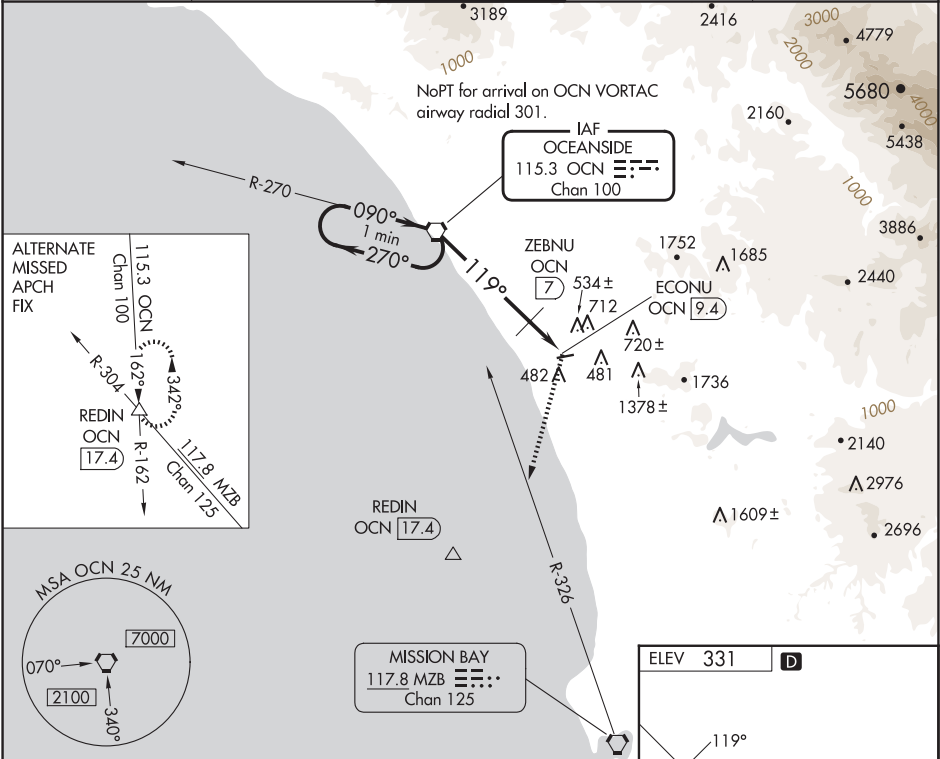 3189
2416
3000
4779
2000
1000
5680
4000
NoPT for arrival on OCN VORTAC
airway radial 301.
2160
5438
IAF
OCEANSIDE
115.3 OCN
Chan 100
R-270
090°
1 min
270°
1000
3886
ALTERNATE
MISSED
APCH
FIX
115.3 OCN
Chan 100
119°
ZEBNU
OCN
7
1752
1685
534±
712
ECONU
OCN 9.4
2440
720±
482
481
1378±
1736
R-304
162°
342°
REDIN
OCN
17.4
R-162
117.8 MZB
Chan 125
1000
2140
2976
REDIN
OCN 17.4
1609±
2696
R-326
MSA OCN 25 NM
7000
070°
2100
340°
MISSION BAY
117.8 MZB
Chan 125
ELEV 331
D
119°